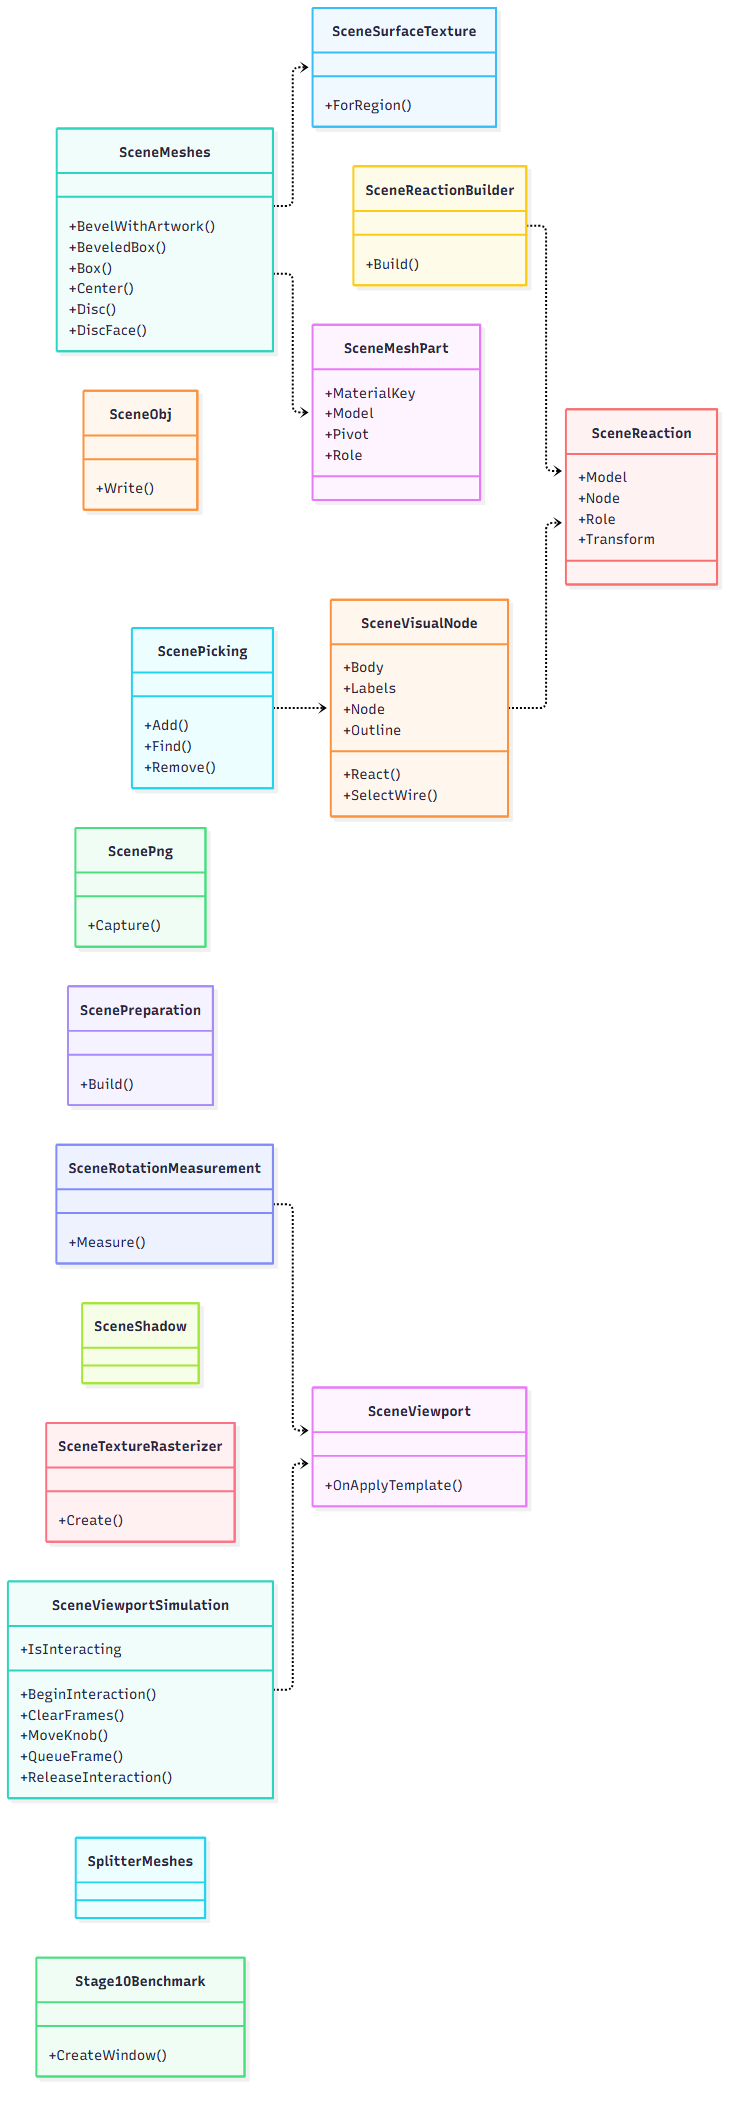 SceneSurfaceTexture
+ForRegion()
SceneMeshes
+BevelWithArtwork()
+BeveledBox()
+Box()
+Center()
+Disc()
+DiscFace()
SceneReactionBuilder
+Build()
SceneMeshPart
+MaterialKey
+Model
+Pivot
+Role
SceneObj
+Write()
SceneReaction
+Model
+Node
+Role
+Transform
ScenePicking
+Add()
+Find()
+Remove()
SceneVisualNode
+Body
+Labels
+Node
+Outline
+React()
+SelectWire()
ScenePng
+Capture()
ScenePreparation
+Build()
SceneRotationMeasurement
+Measure()
SceneShadow
SceneViewport
+OnApplyTemplate()
SceneTextureRasterizer
+Create()
SceneViewportSimulation
+IsInteracting
+BeginInteraction()
+ClearFrames()
+MoveKnob()
+QueueFrame()
+ReleaseInteraction()
SplitterMeshes
Stage10Benchmark
+CreateWindow()